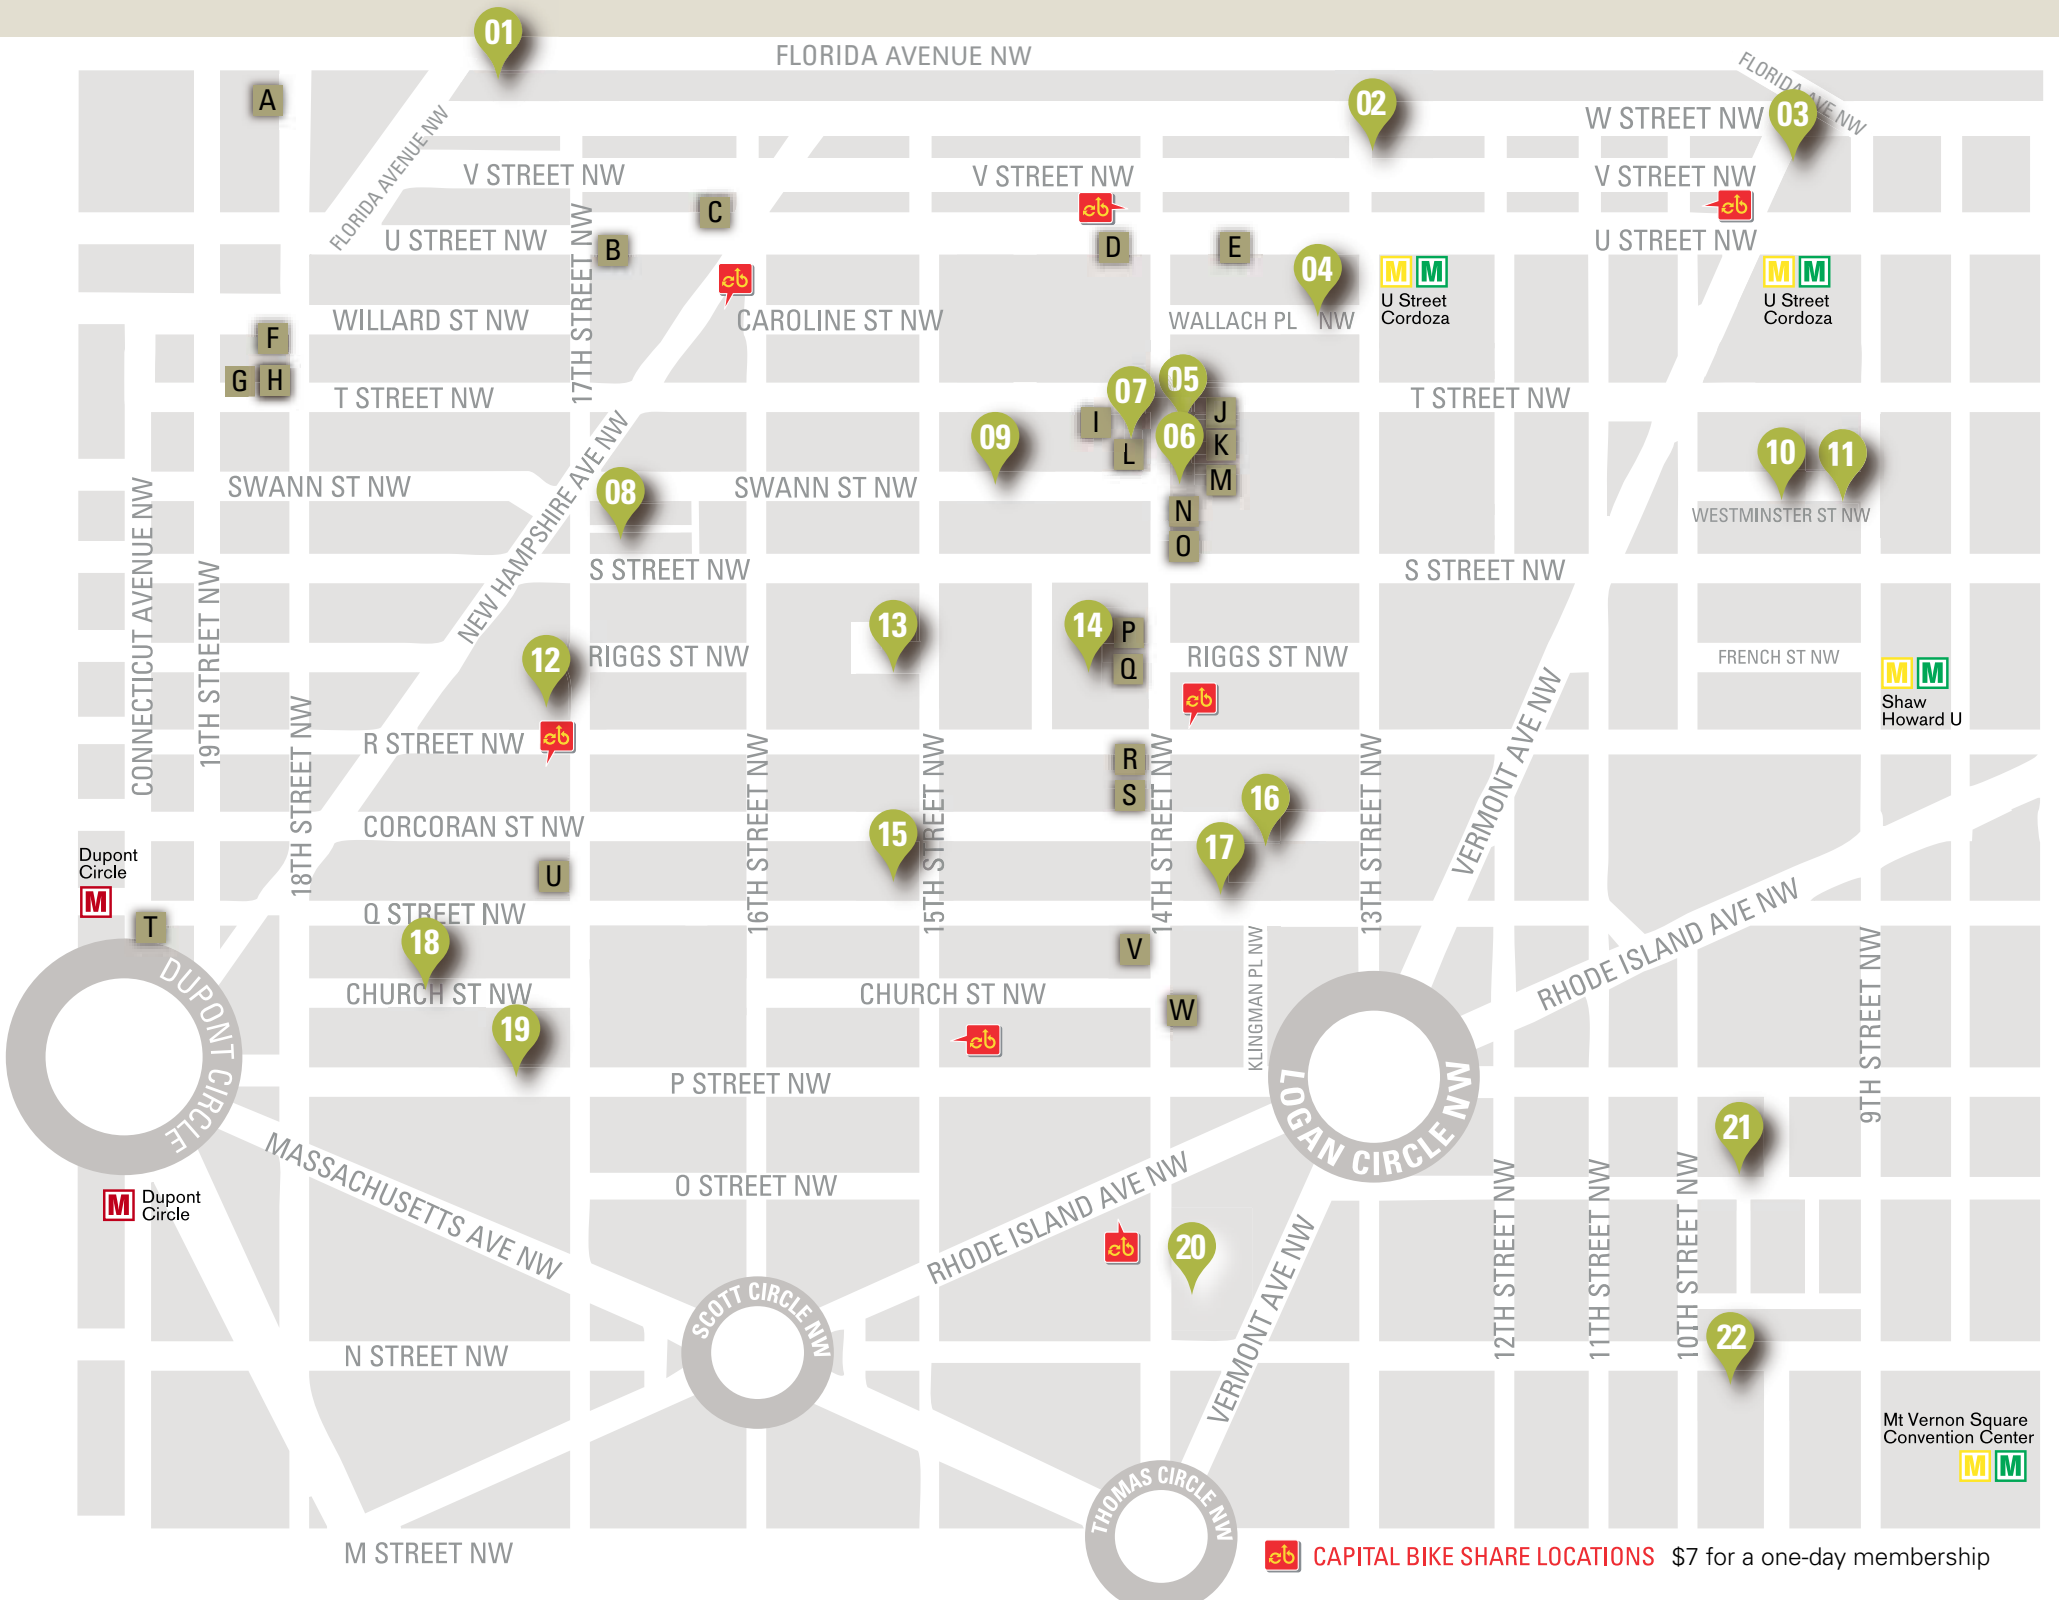 01
FLORIDA AVENUE NW
FLORIDA AVE NW
A
02
W STREET NW
03
FLORIDA AVENUE NW
V STREET NW
V STREET NW
V STREET NW
C
cb
cb
U STREET NW
17TH STREET NW
B
D
E
U STREET NW
cb
04
M M
U Street
Cordoza
M M
U Street
Cordoza
WILLARD ST NW
CAROLINE ST NW
WALLACH PL NW
F
G
H
T STREET NW
07
05
T STREET NW
I
J
09
06
K
L
10
11
SWANN ST NW
NEW HAMPSHIRE AVE NW
08
SWANN ST NW
M
N
WESTMINSTER ST NW
O
CONNECTICUT AVENUE NW
19TH STREET NW
S STREET NW
S STREET NW
13
14
P
12
RIGGS ST NW
Q
RIGGS ST NW
FRENCH ST NW
M M
Shaw
Howard U
cb
18TH STREET NW
R STREET NW
cb
16TH STREET NW
15TH STREET NW
14TH STREET NW
13TH STREET NW
VERMONT AVE NW
R
S
16
CORCORAN ST NW
15
17
Dupont
Circle
M
U
Q STREET NW
T
18
V
KLINGMAN PL NW
RHODE ISLAND AVE NW
9TH STREET NW
DUPONT CIRCLE
CHURCH ST NW
CHURCH ST NW
W
19
cb
P STREET NW
LOGAN CIRCLE NW
21
MASSACHUSETTS AVE NW
M
Dupont
Circle
O STREET NW
RHODE ISLAND AVE NW
cb
20
VERMONT AVE NW
12TH STREET NW
11TH STREET NW
10TH STREET NW
SCOTT CIRCLE NW
22
N STREET NW
Mt Vernon Square
Convention Center
M M
THOMAS CIRCLE NW
M STREET NW
cb CAPITAL BIKE SHARE LOCATIONS $7 for a one-day membership